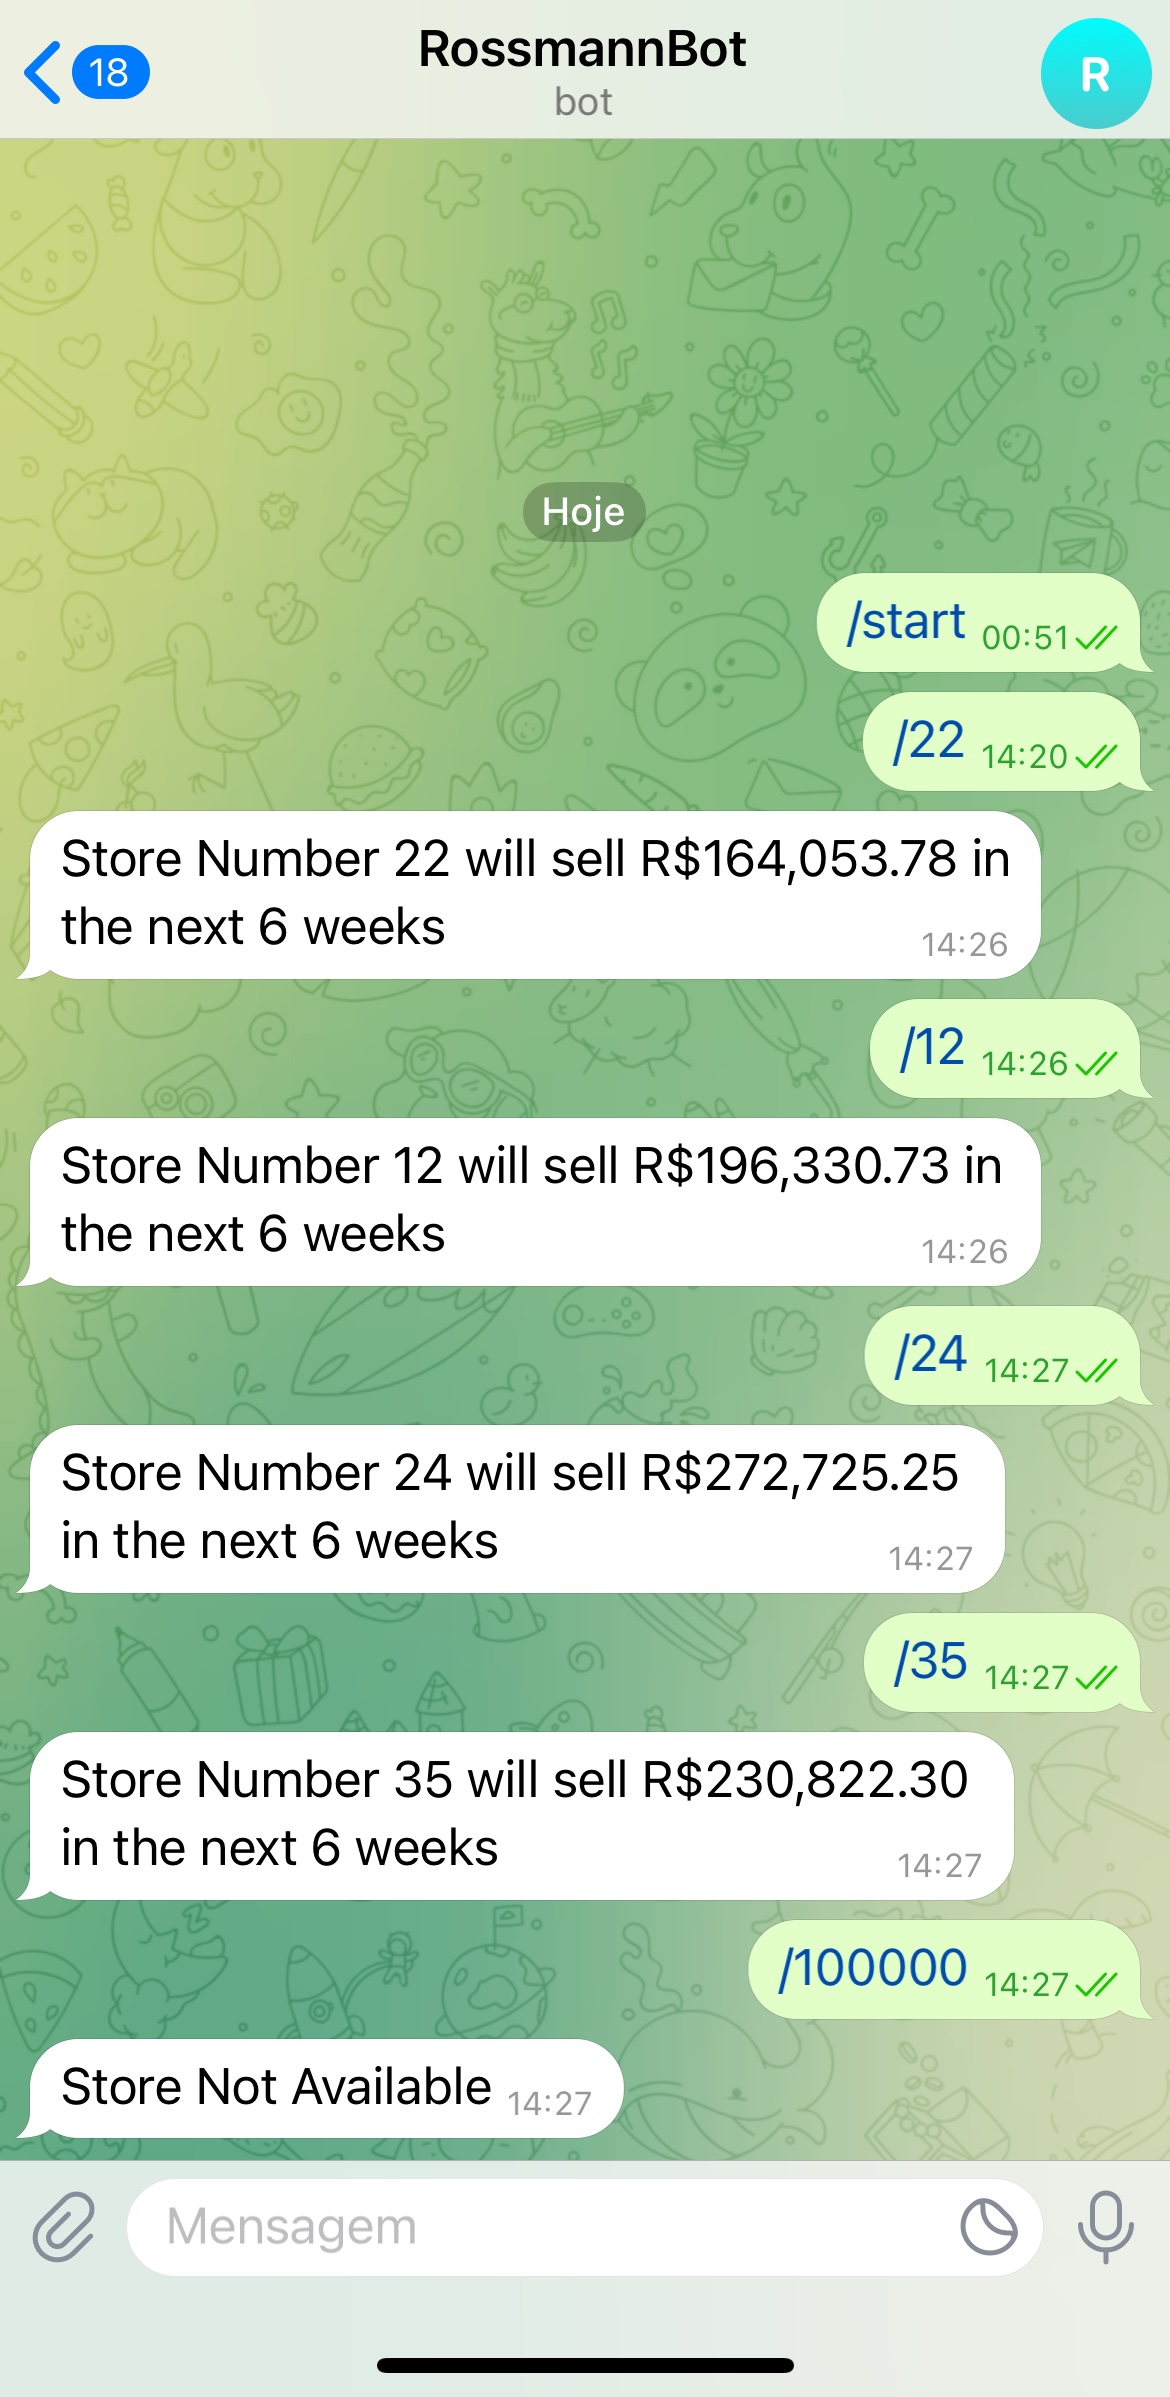 18
RossmannBot
bot
R
Hoje
/start 00:51
/22 14:20
Store Number 22 will sell R$164,053.78 in
the next 6 weeks
14:26
/12 14:26
Store Number 12 will sell R$196,330.73 in
the next 6 weeks
14:26
/24 14:27
Store Number 24 will sell R$272,725.25
in the next 6 weeks
14:27
/35 14:27
Store Number 35 will sell R$230,822.30
in the next 6 weeks
14:27
/100000 14:27
Store Not Available 14:27
Mensagem